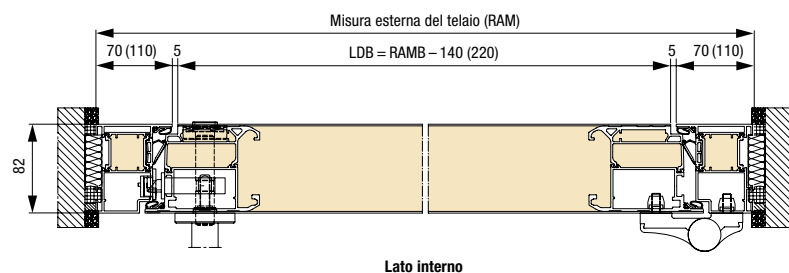 Misura esterna del telaio (RAM)
70 (110) 5 LDB = RAMB – 140 (220) 5 70 (110)
82
Lato interno